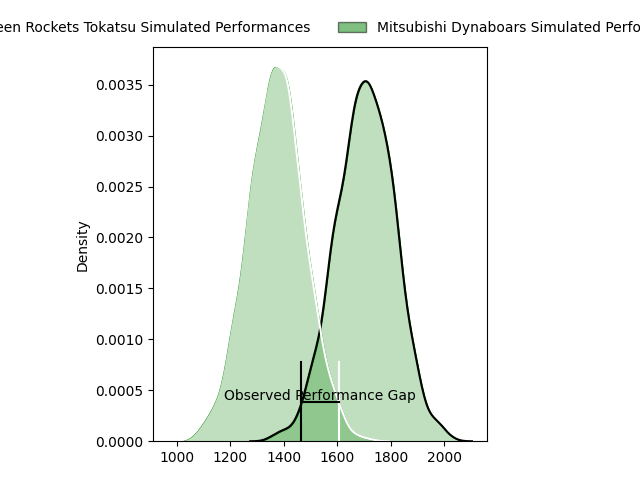 een Rockets Tokatsu Simulated Performances
Mitsubishi Dynaboars Simulated Perfo
0.0035
0.0030
0.0025
0.0020
0.0015
0.0010
0.0005
0.0000
Density
Observed Performance Gap
1000 1200 1400 1600 1800 2000